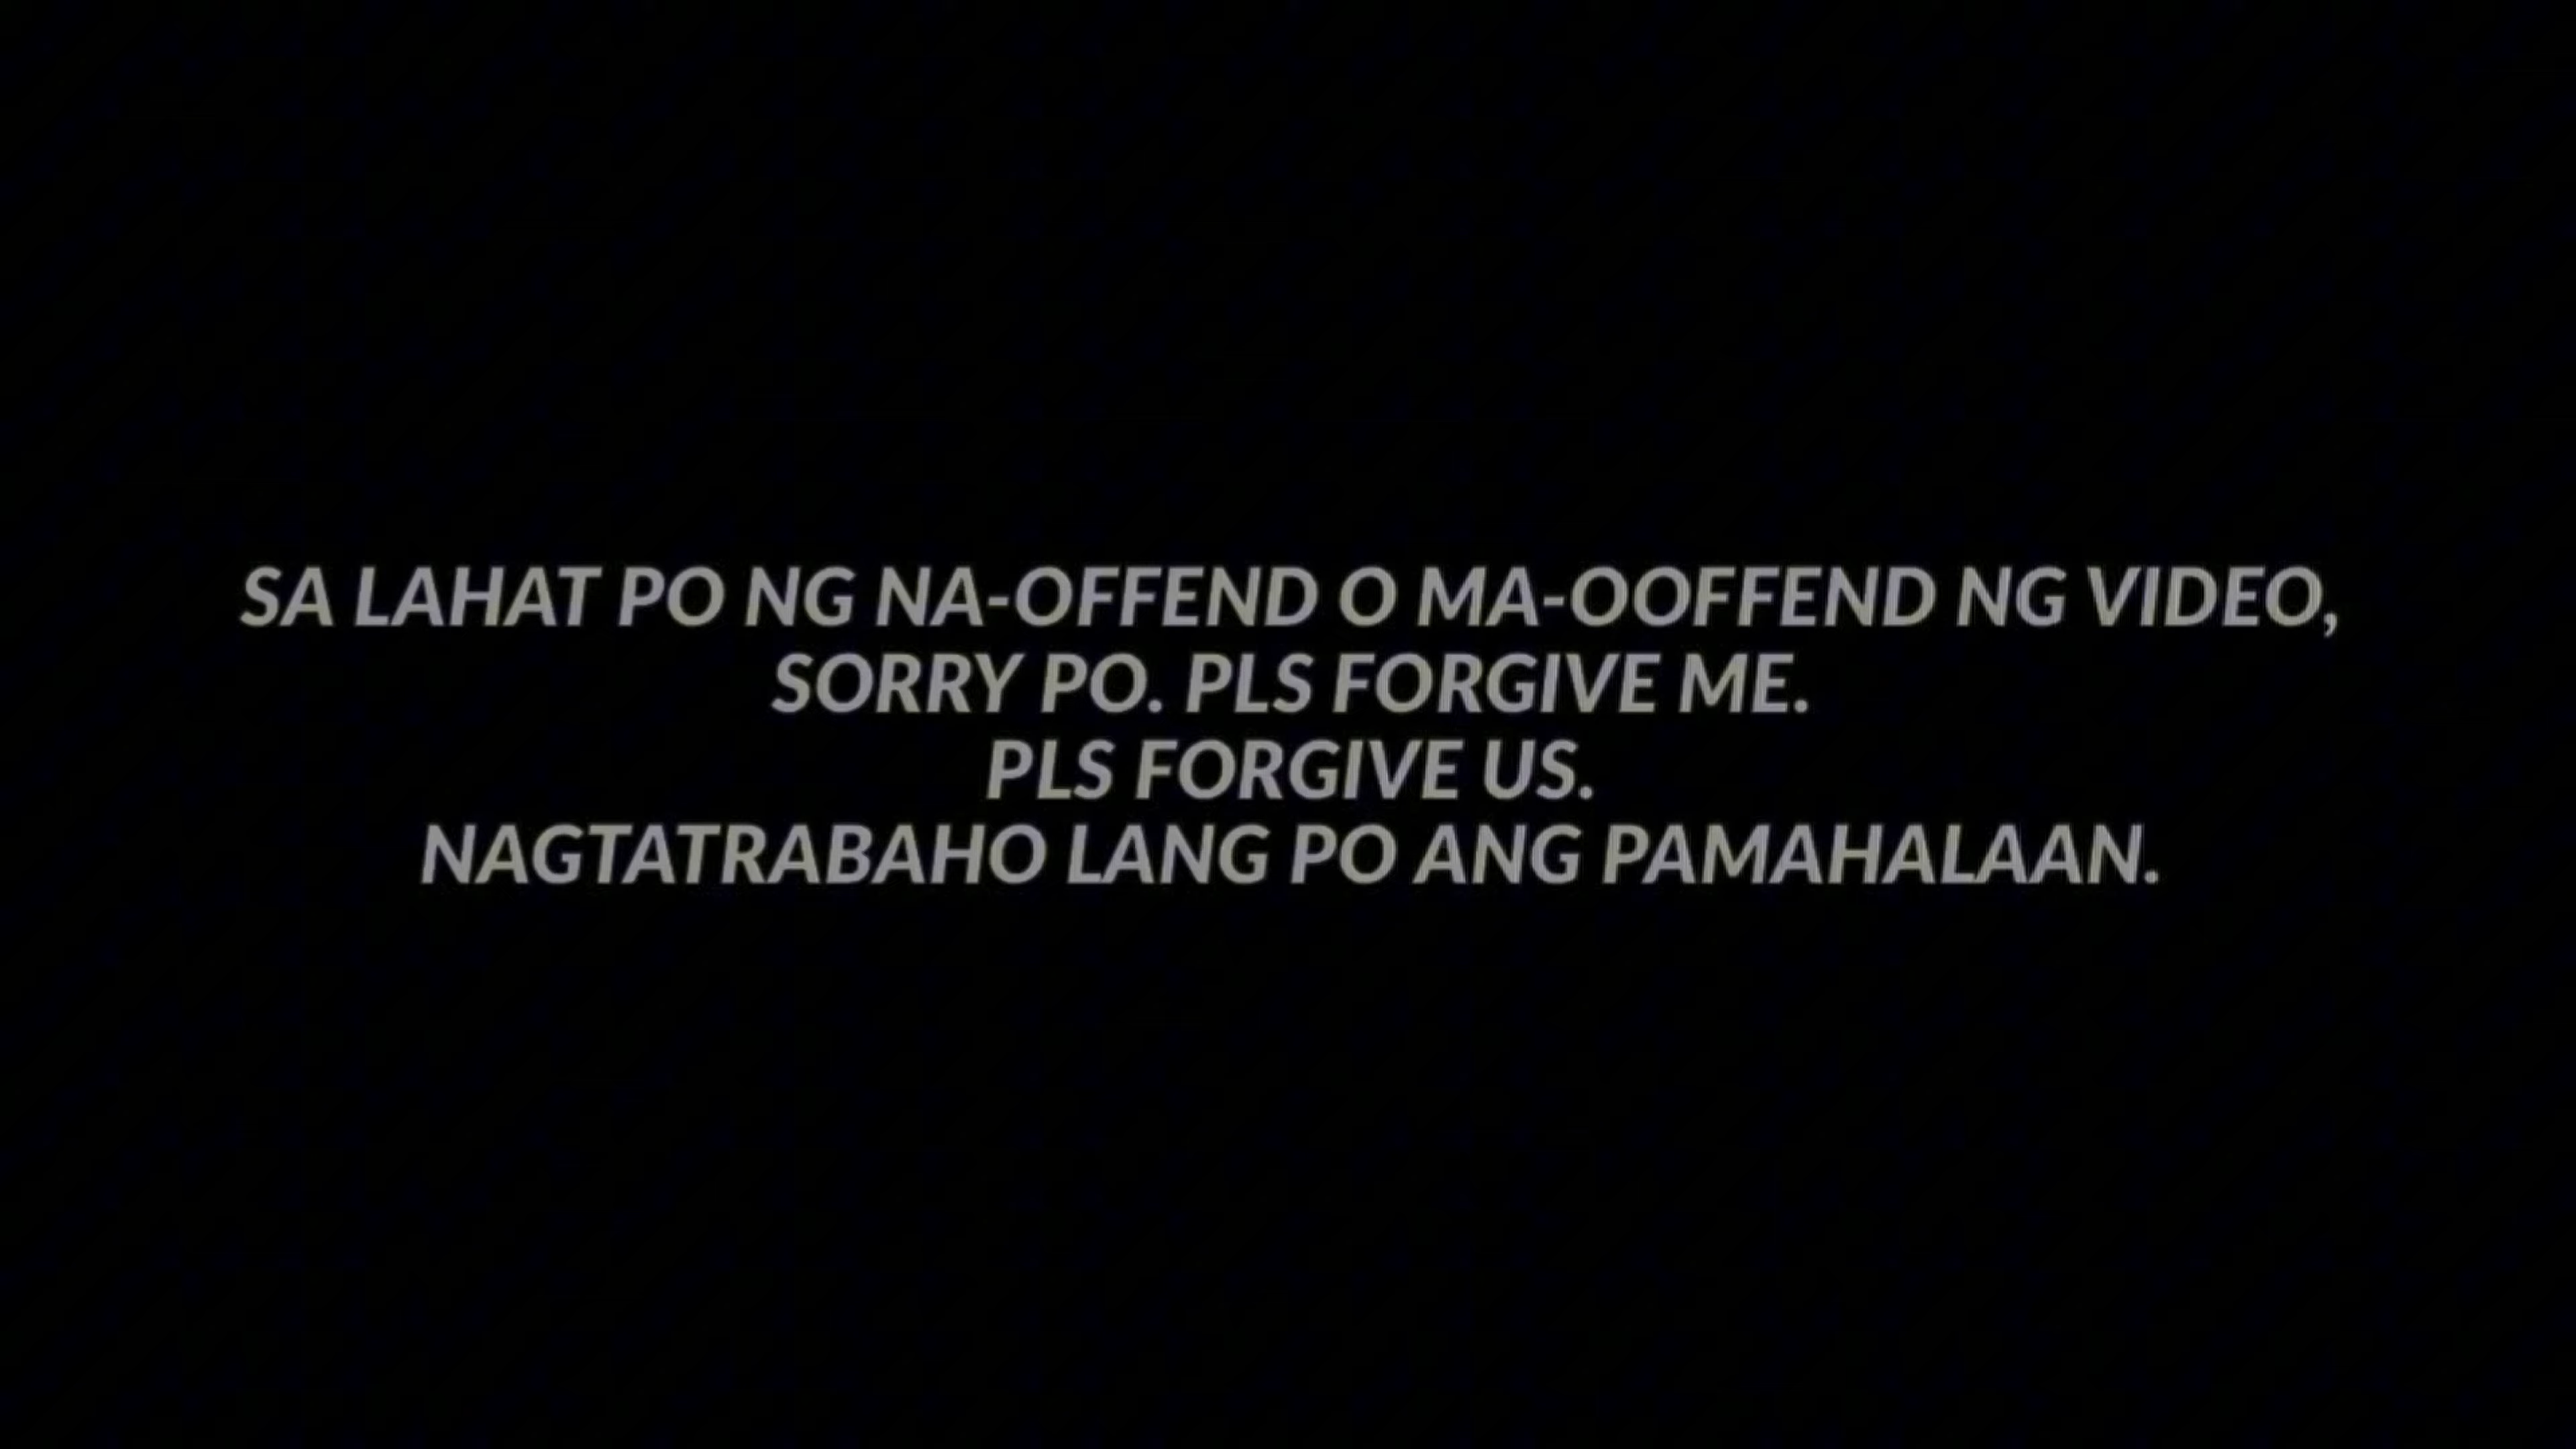 SA LAHAT PO NG NA-OFFEND O MA-OOFFEND NG VIDEO,
SORRY PO. PLS FORGIVE ME.
PLS FORGIVE US.
NAGTATRABAHO LANG PO ANG PAMAHALAAN.